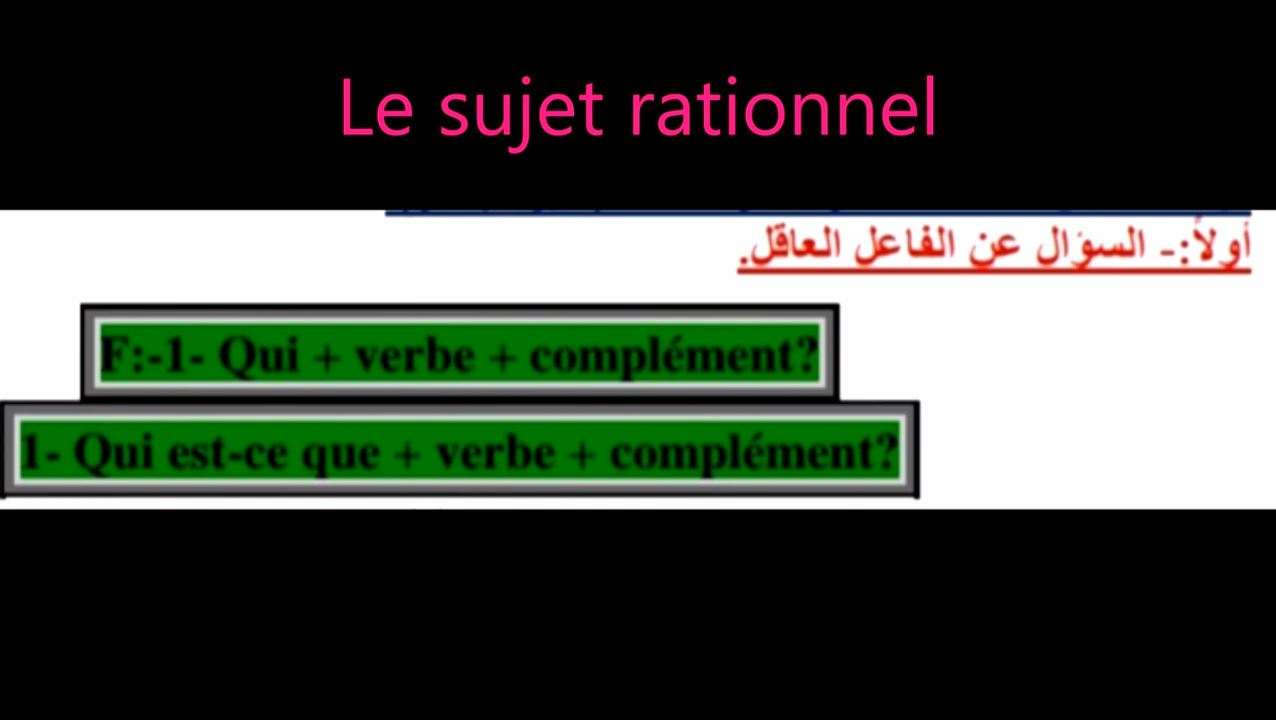 Le sujet rationnel
أولاً:- السؤال عن الفاعل العاقل.
F:-1- Qui + verbe + complément?
1- Qui est-ce que + verbe + complément?